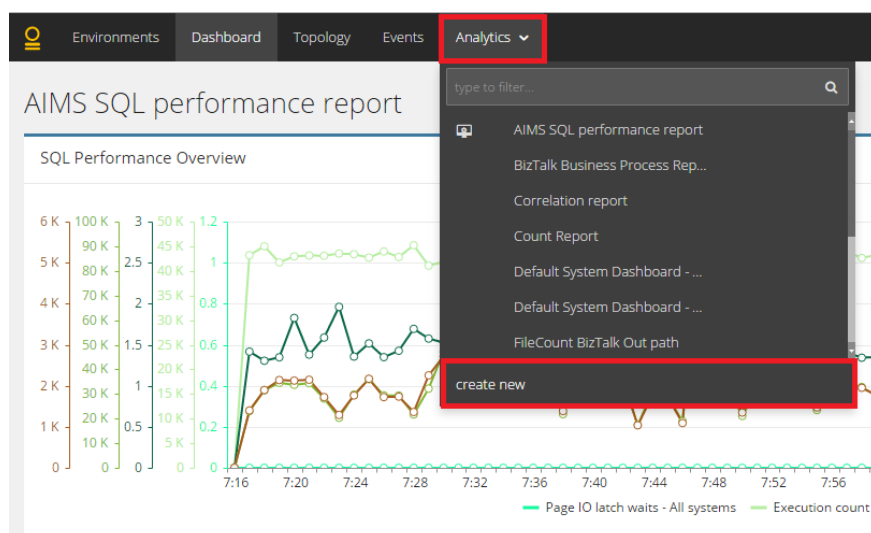 Environments Dashboard Topology Events Analytics
type to filter...
AIMS SQL performance report
AIMS SQL performance report
BizTalk Business Process Rep...
SQL Performance Overview
Correlation report
Count Report
Default System Dashboard - ...
Default System Dashboard - ...
FileCount BizTalk Out path
create new
6 K 100 K 3 50 K 1.2
90 K 45 K
5 K 80 K 2.5 40 K 1
70 K 35 K
4 K 60 K 2 30 K 0.8
3 K 50 K 1.5 25 K 0.6
40 K 20 K
2 K 30 K 1 15 K 0.4
1 K 20 K 0.5 10 K 0.2
10 K 5 K
0 0 0 0 0
7:16 7:20 7:24 7:28 7:32 7:36 7:40 7:44 7:48 7:52 7:56
Page IO latch waits - All systems Execution count